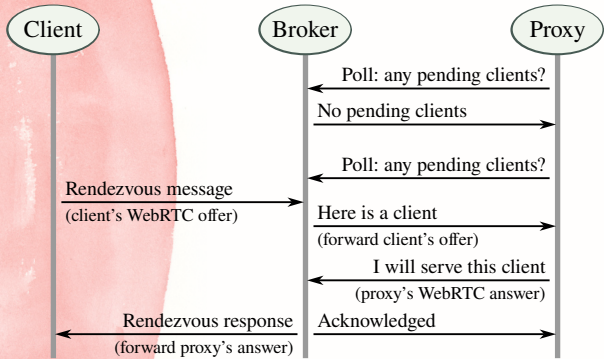 Client
Broker
Proxy
Poll: any pending clients?
No pending clients
Poll: any pending clients?
Rendezvous message
(client's WebRTC offer)
Here is a client
(forward client's offer)
I will serve this client
(proxy's WebRTC answer)
Rendezvous response
(forward proxy's answer)
Acknowledged